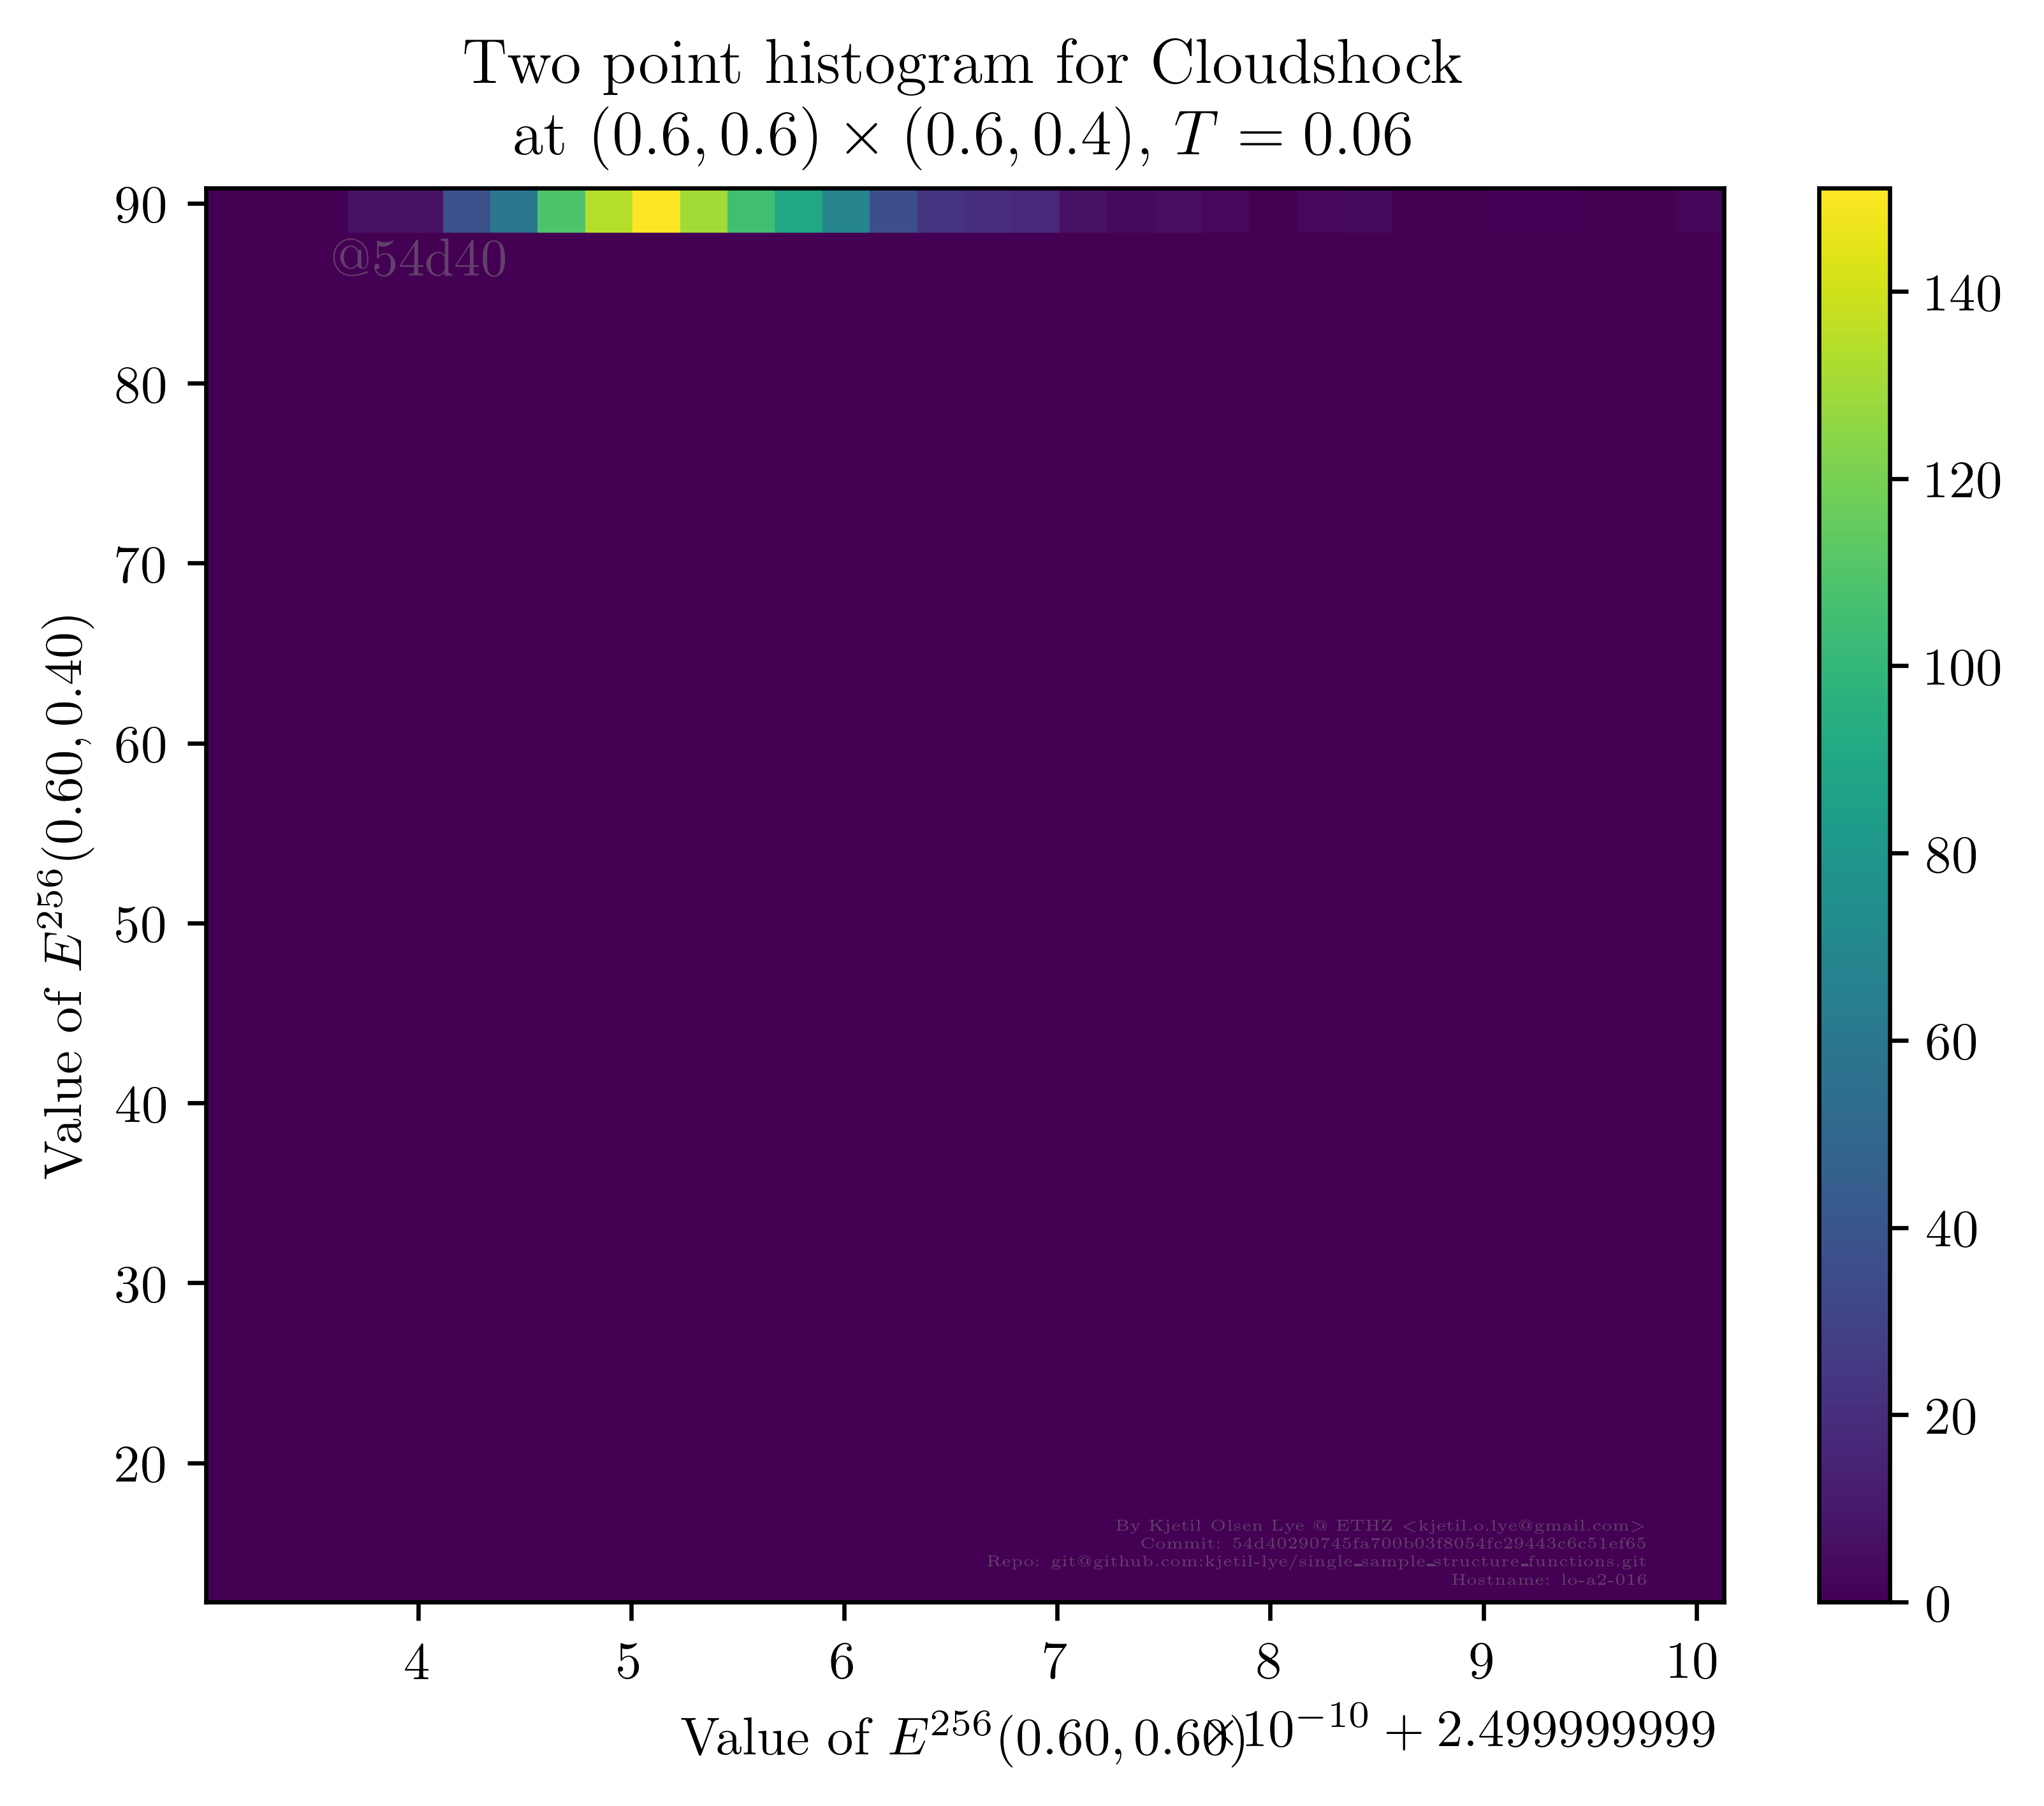 Two point histogram for Cloudshock
at (0.6, 0.6) × (0.6, 0.4), T = 0.06
90
80
70
60
50
40
30
20
Value of E^256(0.60, 0.40)
@54d40
By Kjetil Olsen Lye @ ETHZ <kjetil.o.lye@gmail.com>
Commit: 54d40290745fa700b03f8054fc29443c6c51ef65
Repo: git@github.com:kjetil-lye/single_sample_structure_functions.git
Hostname: lo-a2-016
4 5 6 7 8 9 10
Value of E^256(0.60, 0.60)
×10^−10 + 2.499999999
140
120
100
80
60
40
20
0